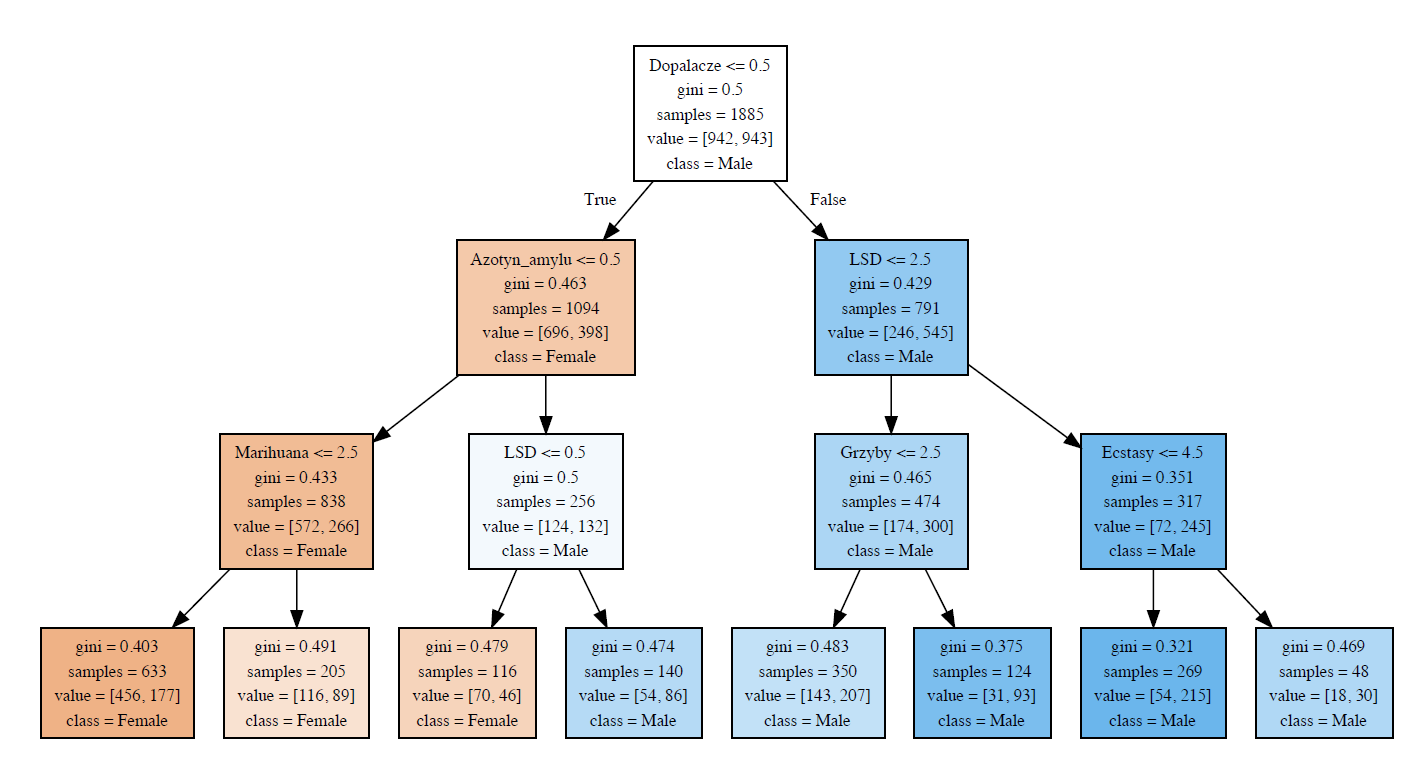 Dopalacze <= 0.5
gini = 0.5
samples = 1885
value = [942, 943]
class = Male
True
False
Azotyn_amylu <= 0.5
gini = 0.463
samples = 1094
value = [696, 398]
class = Female
LSD <= 2.5
gini = 0.429
samples = 791
value = [246, 545]
class = Male
Marihuana <= 2.5
gini = 0.433
samples = 838
value = [572, 266]
class = Female
LSD <= 0.5
gini = 0.5
samples = 256
value = [124, 132]
class = Male
Grzyby <= 2.5
gini = 0.465
samples = 474
value = [174, 300]
class = Male
Ecstasy <= 4.5
gini = 0.351
samples = 317
value = [72, 245]
class = Male
gini = 0.403
samples = 633
value = [456, 177]
class = Female
gini = 0.491
samples = 205
value = [116, 89]
class = Female
gini = 0.479
samples = 116
value = [70, 46]
class = Female
gini = 0.474
samples = 140
value = [54, 86]
class = Male
gini = 0.483
samples = 350
value = [143, 207]
class = Male
gini = 0.375
samples = 124
value = [31, 93]
class = Male
gini = 0.321
samples = 269
value = [54, 215]
class = Male
gini = 0.469
samples = 48
value = [18, 30]
class = Male